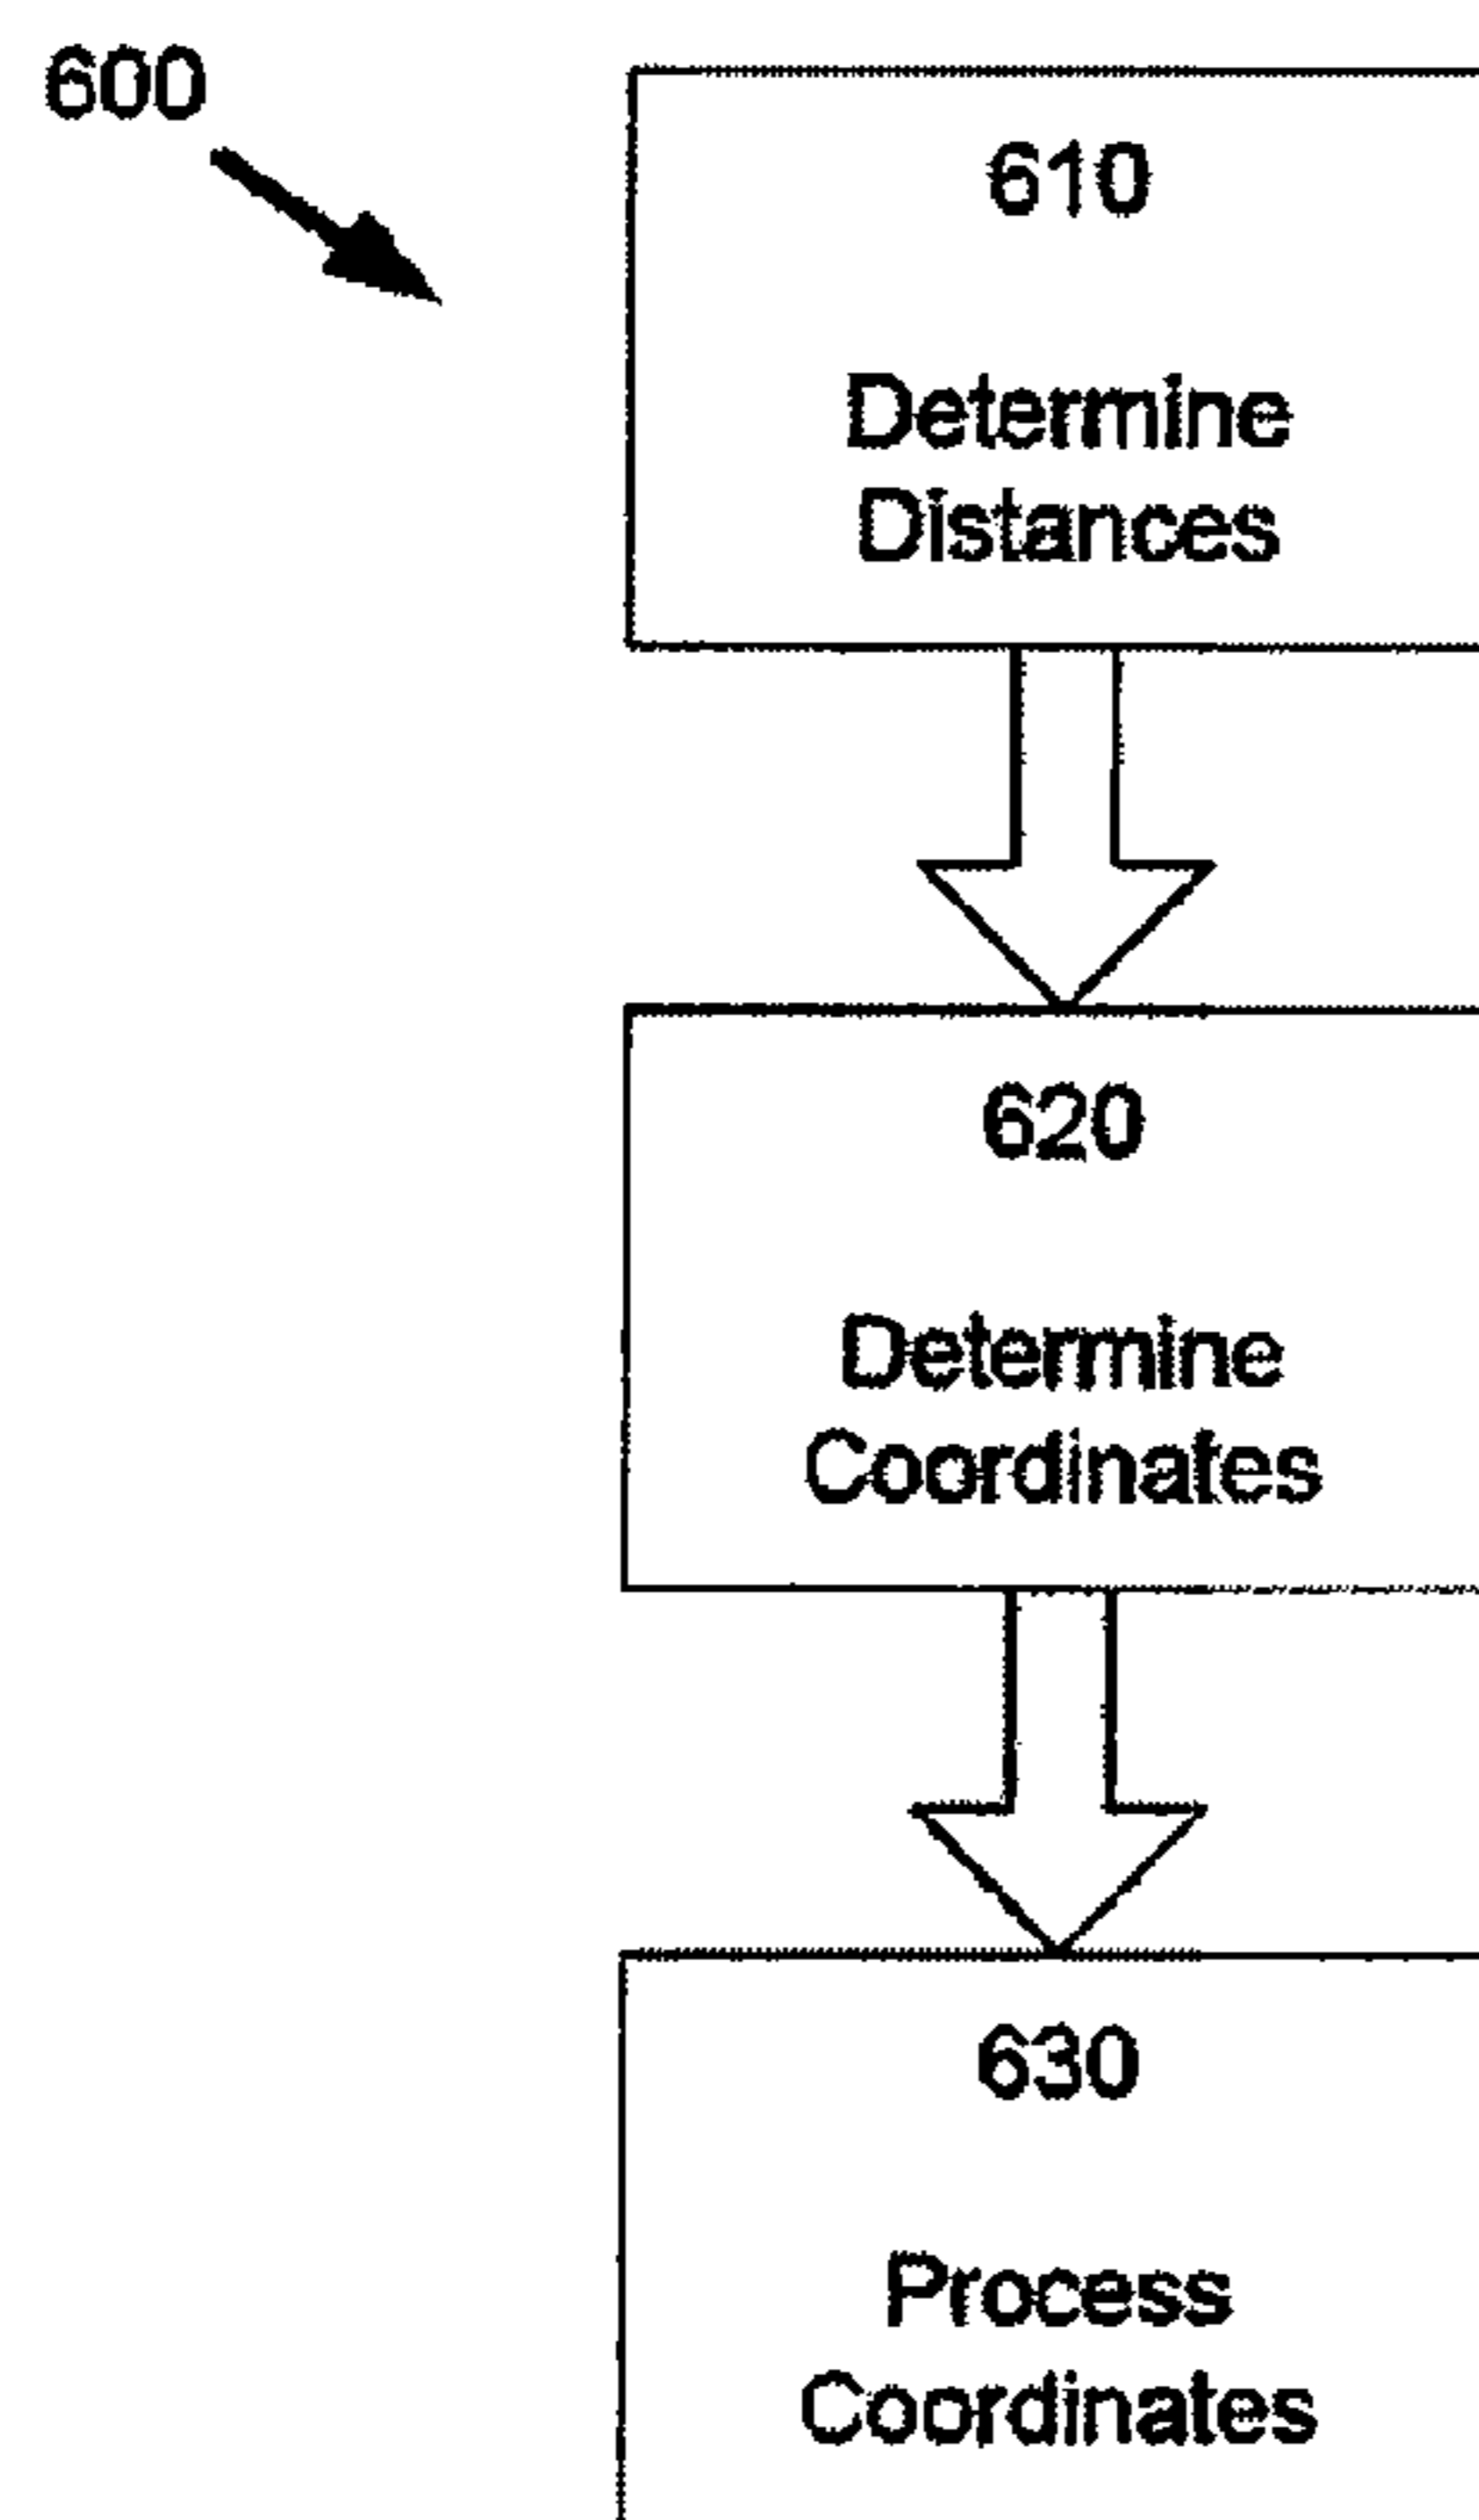 600
610
Determine
Distances
620
Determine
Coordinates
630
Process
Coordinates